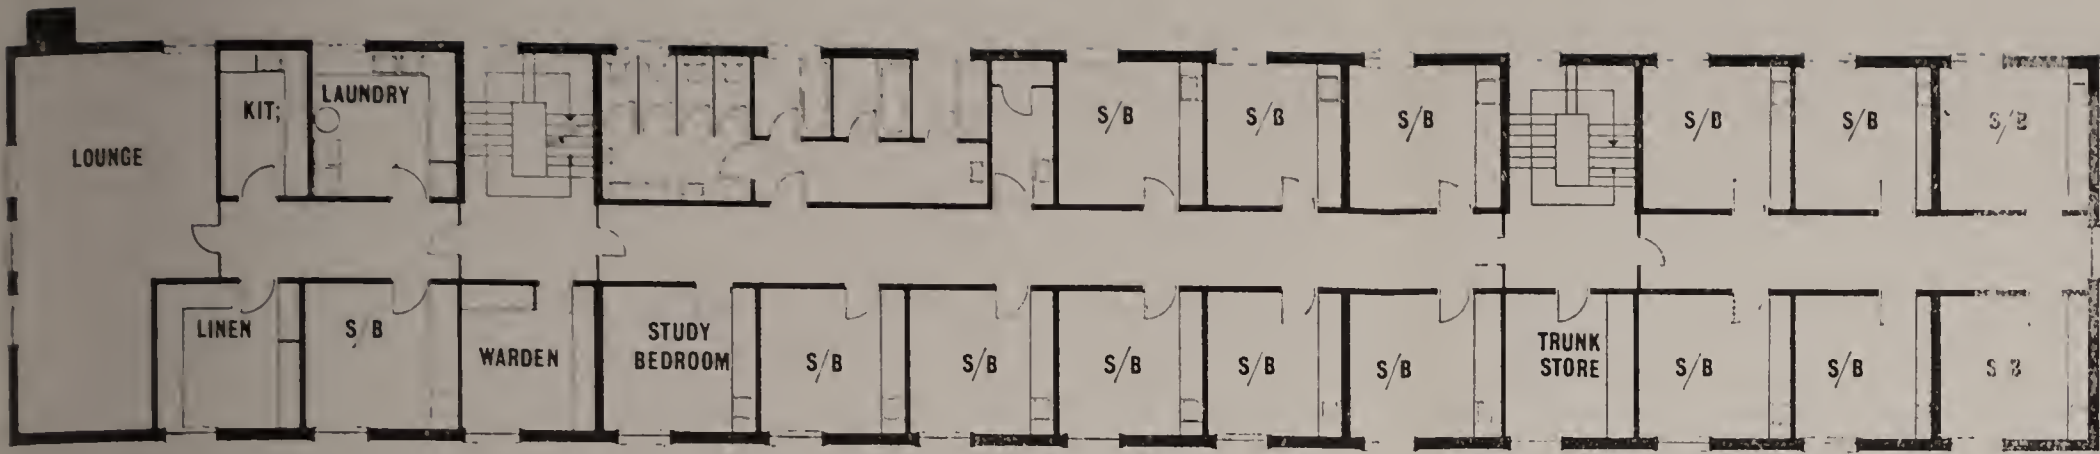 KIT;
LAUNDRY
S/B
S/B
S/B
S/B
S/B
S/B
LOUNGE
LINEN
S/B
WARDEN
STUDY
BEDROOM
S/B
S/B
S/B
S/B
S/B
TRUNK
STORE
S/B
S/B
S/B